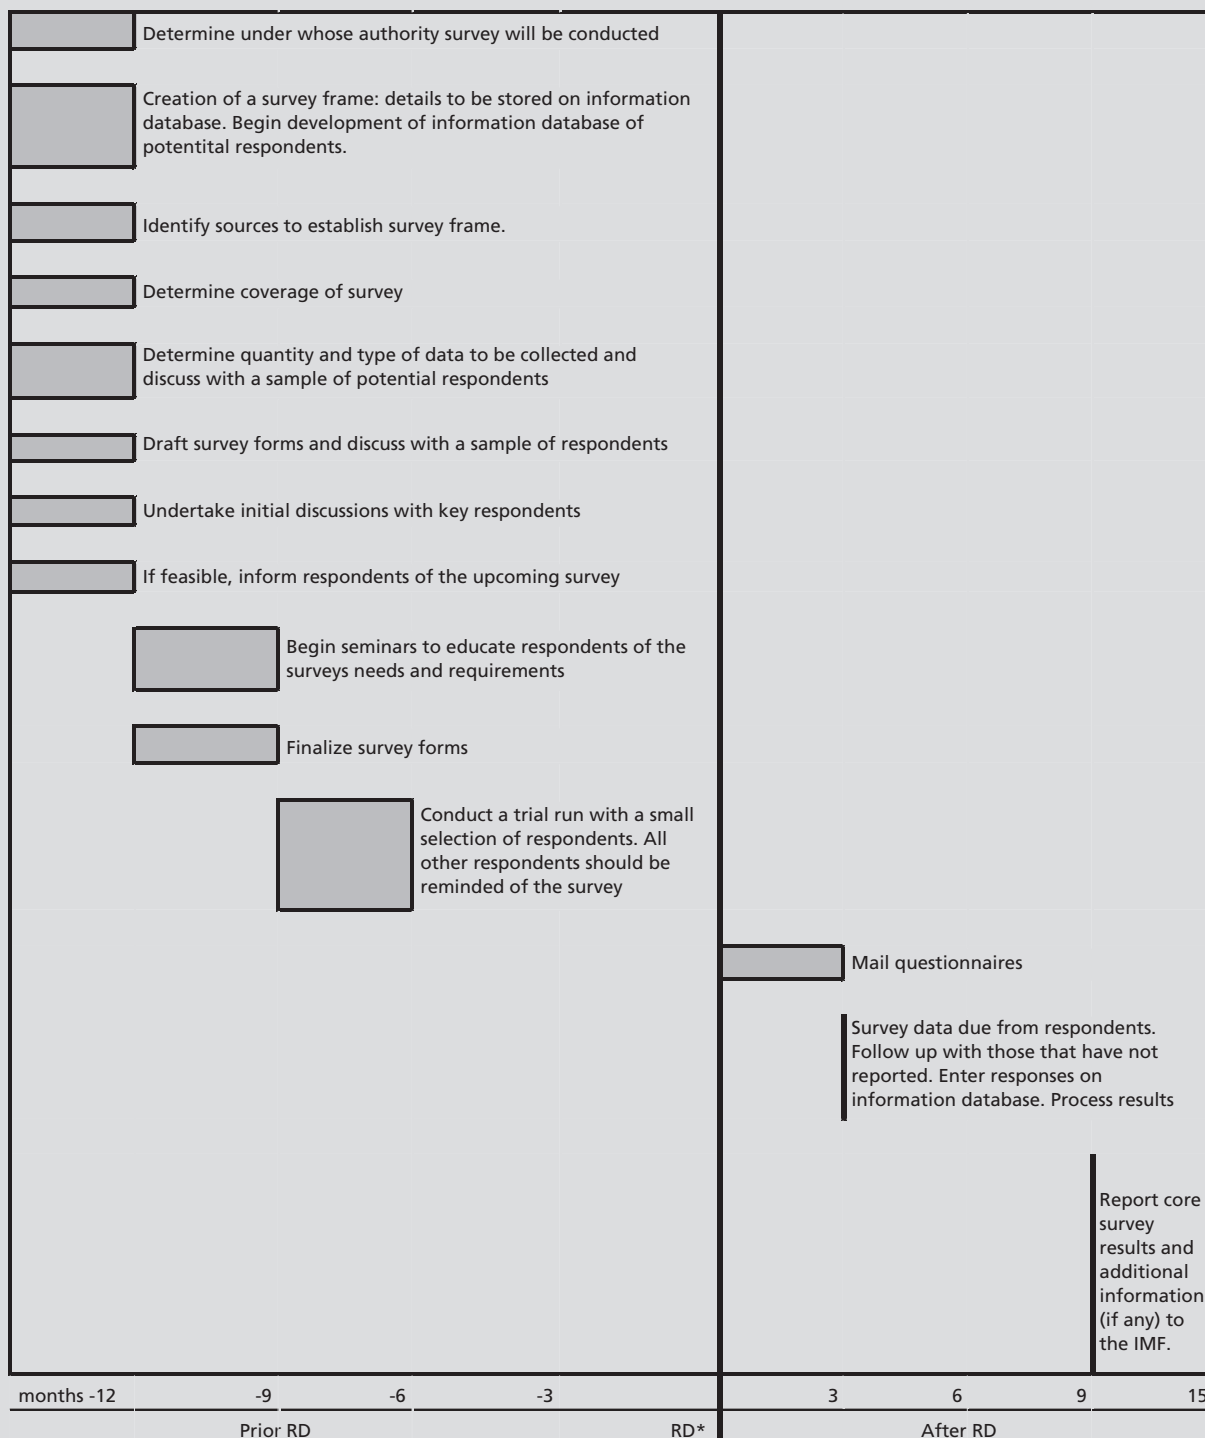 Determine under whose authority survey will be conducted
Creation of a survey frame: details to be stored on information
database. Begin development of information database of
potentital respondents.
Identify sources to establish survey frame.
Determine coverage of survey
Determine quantity and type of data to be collected and
discuss with a sample of potential respondents
Draft survey forms and discuss with a sample of respondents
Undertake initial discussions with key respondents
If feasible, inform respondents of the upcoming survey
Begin seminars to educate respondents of the
surveys needs and requirements
Finalize survey forms
Conduct a trial run with a small
selection of respondents. All
other respondents should be
reminded of the survey
Mail questionnaires
Survey data due from respondents.
Follow up with those that have not
reported. Enter responses on
information database. Process results
Report core
survey
results and
additional
information
(if any) to
the IMF.
months -12 -9 -6 -3 3 6 9 15
Prior RD RD* After RD